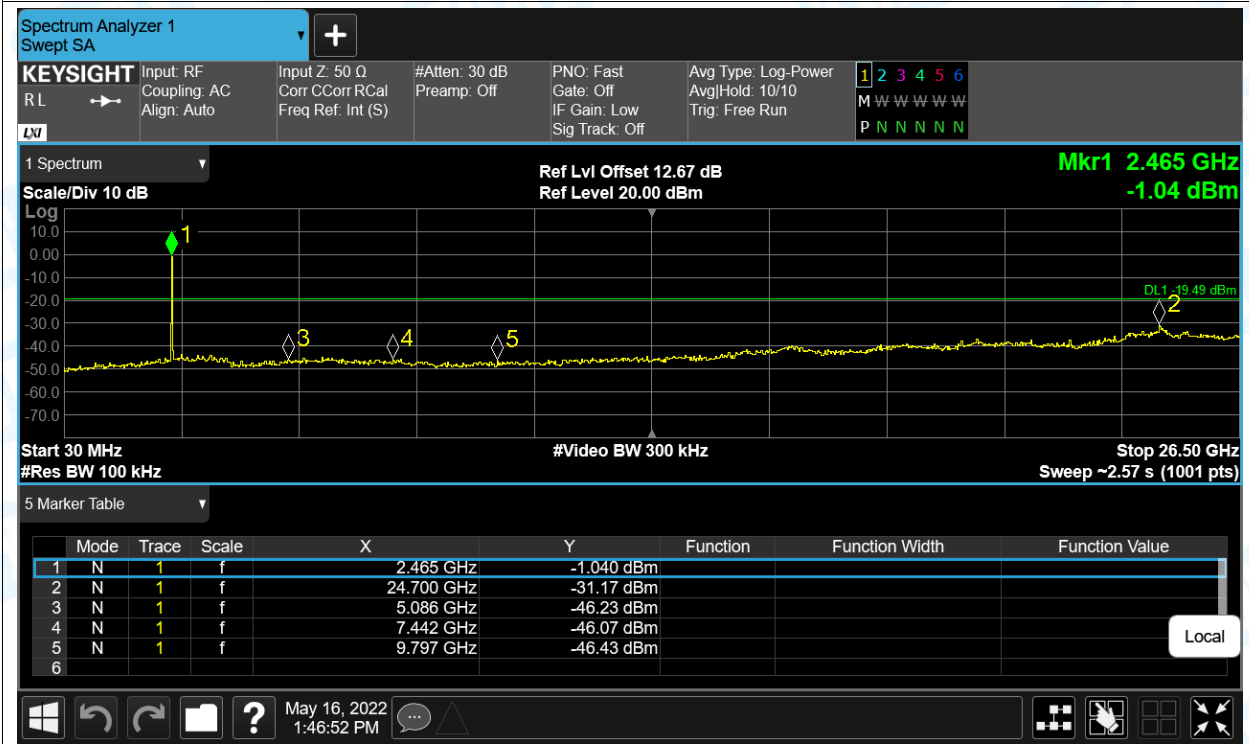 Spectrum Analyzer 1
Swept SA
KEYSIGHT
R L
LXI
Input: RF
Coupling: AC
Align: Auto
Input Z: 50 Ω
Corr CCorr RCal
Freq Ref: Int (S)
#Atten: 30 dB
Preamp: Off
PNO: Fast
Gate: Off
IF Gain: Low
Sig Track: Off
Avg Type: Log-Power
Avg|Hold: 10/10
Trig: Free Run
1 2 3 4 5 6
M W W W W W
P N N N N N
1 Spectrum
Scale/Div 10 dB
Ref Lvl Offset 12.67 dB
Ref Level 20.00 dBm
Mkr1 2.465 GHz
-1.04 dBm
Log
10.0
0.00
-10.0
-20.0
-30.0
-40.0
-50.0
-60.0
-70.0
1
3
4
5
DL1 -19.49 dBm
2
Start 30 MHz
#Video BW 300 kHz
Stop 26.50 GHz
#Res BW 100 kHz
Sweep ~2.57 s (1001 pts)
5 Marker Table
Mode Trace Scale X Y Function Function Width Function Value
1 N 1 f 2.465 GHz -1.040 dBm
2 N 1 f 24.700 GHz -31.17 dBm
3 N 1 f 5.086 GHz -46.23 dBm
4 N 1 f 7.442 GHz -46.07 dBm
5 N 1 f 9.797 GHz -46.43 dBm
6
Local
?
May 16, 2022
1:46:52 PM